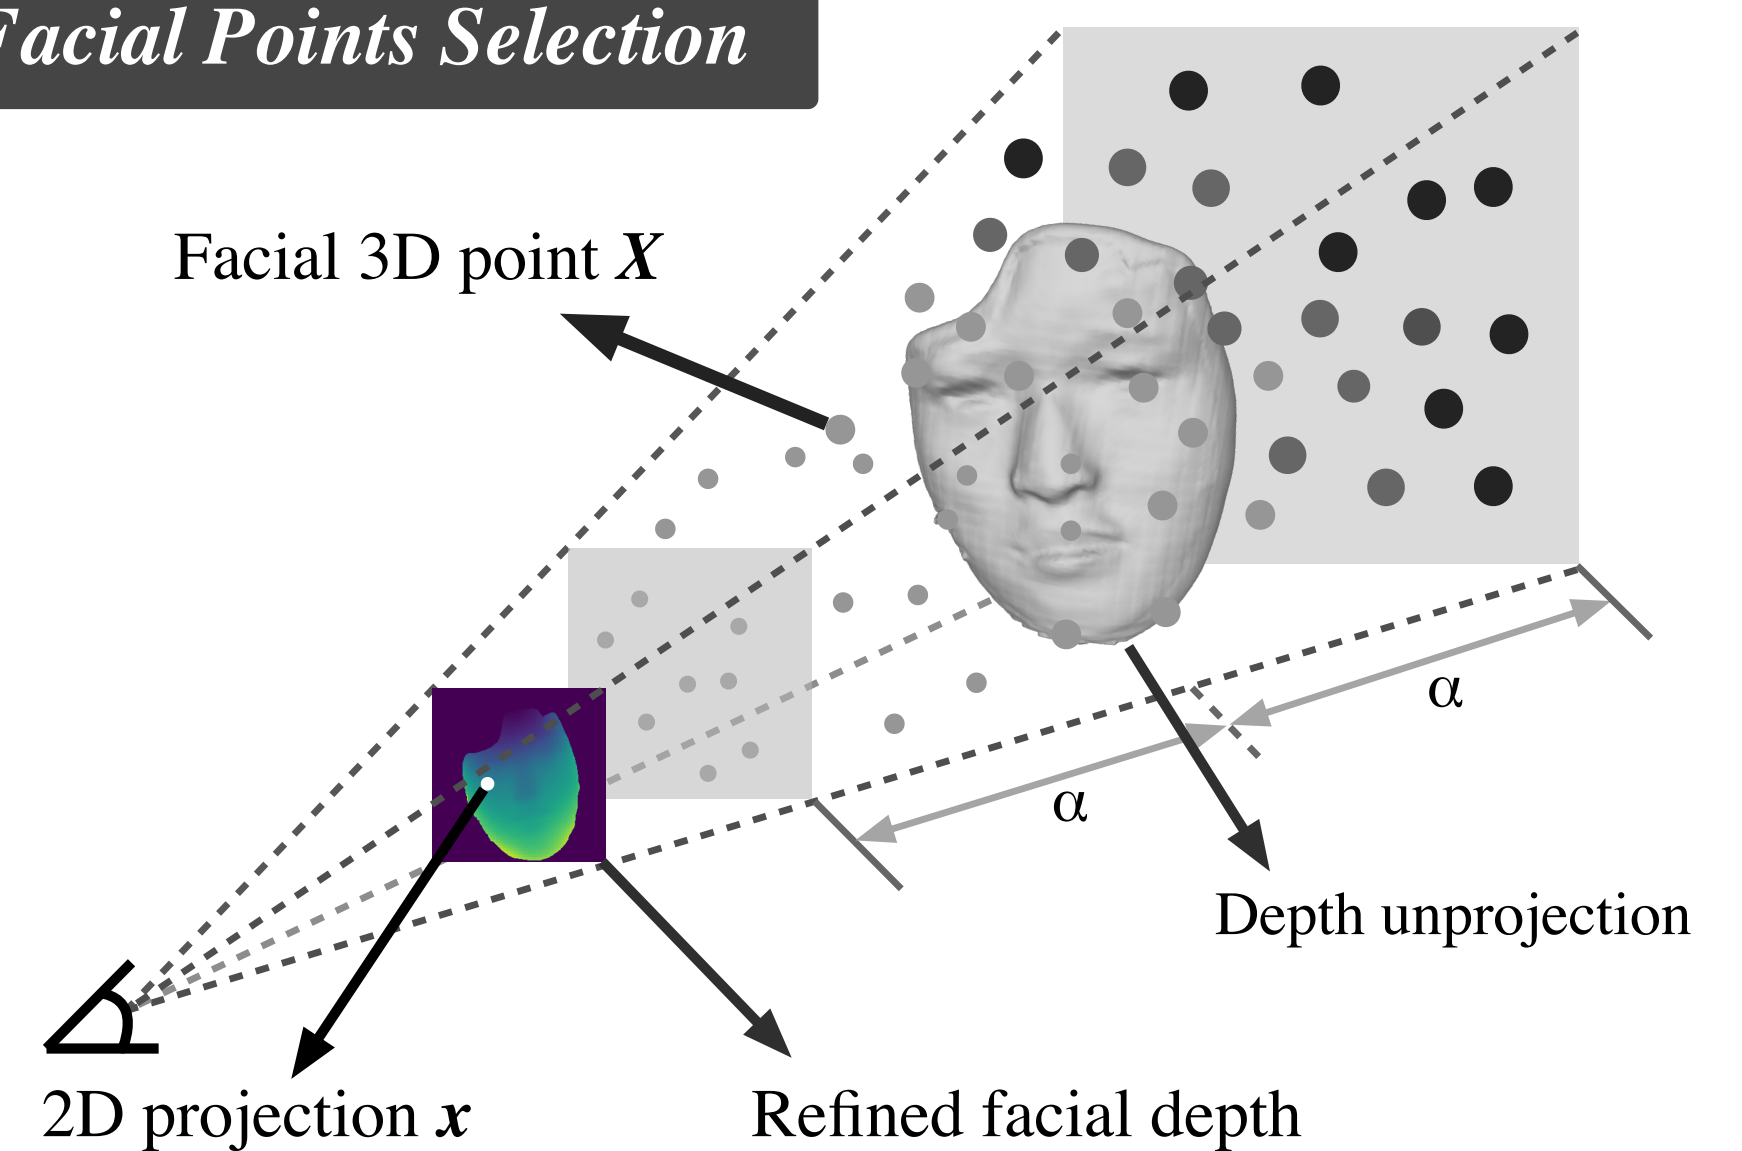 Facial Points Selection
Facial 3D point X
α
α
Depth unprojection
2D projection x
Refined facial depth